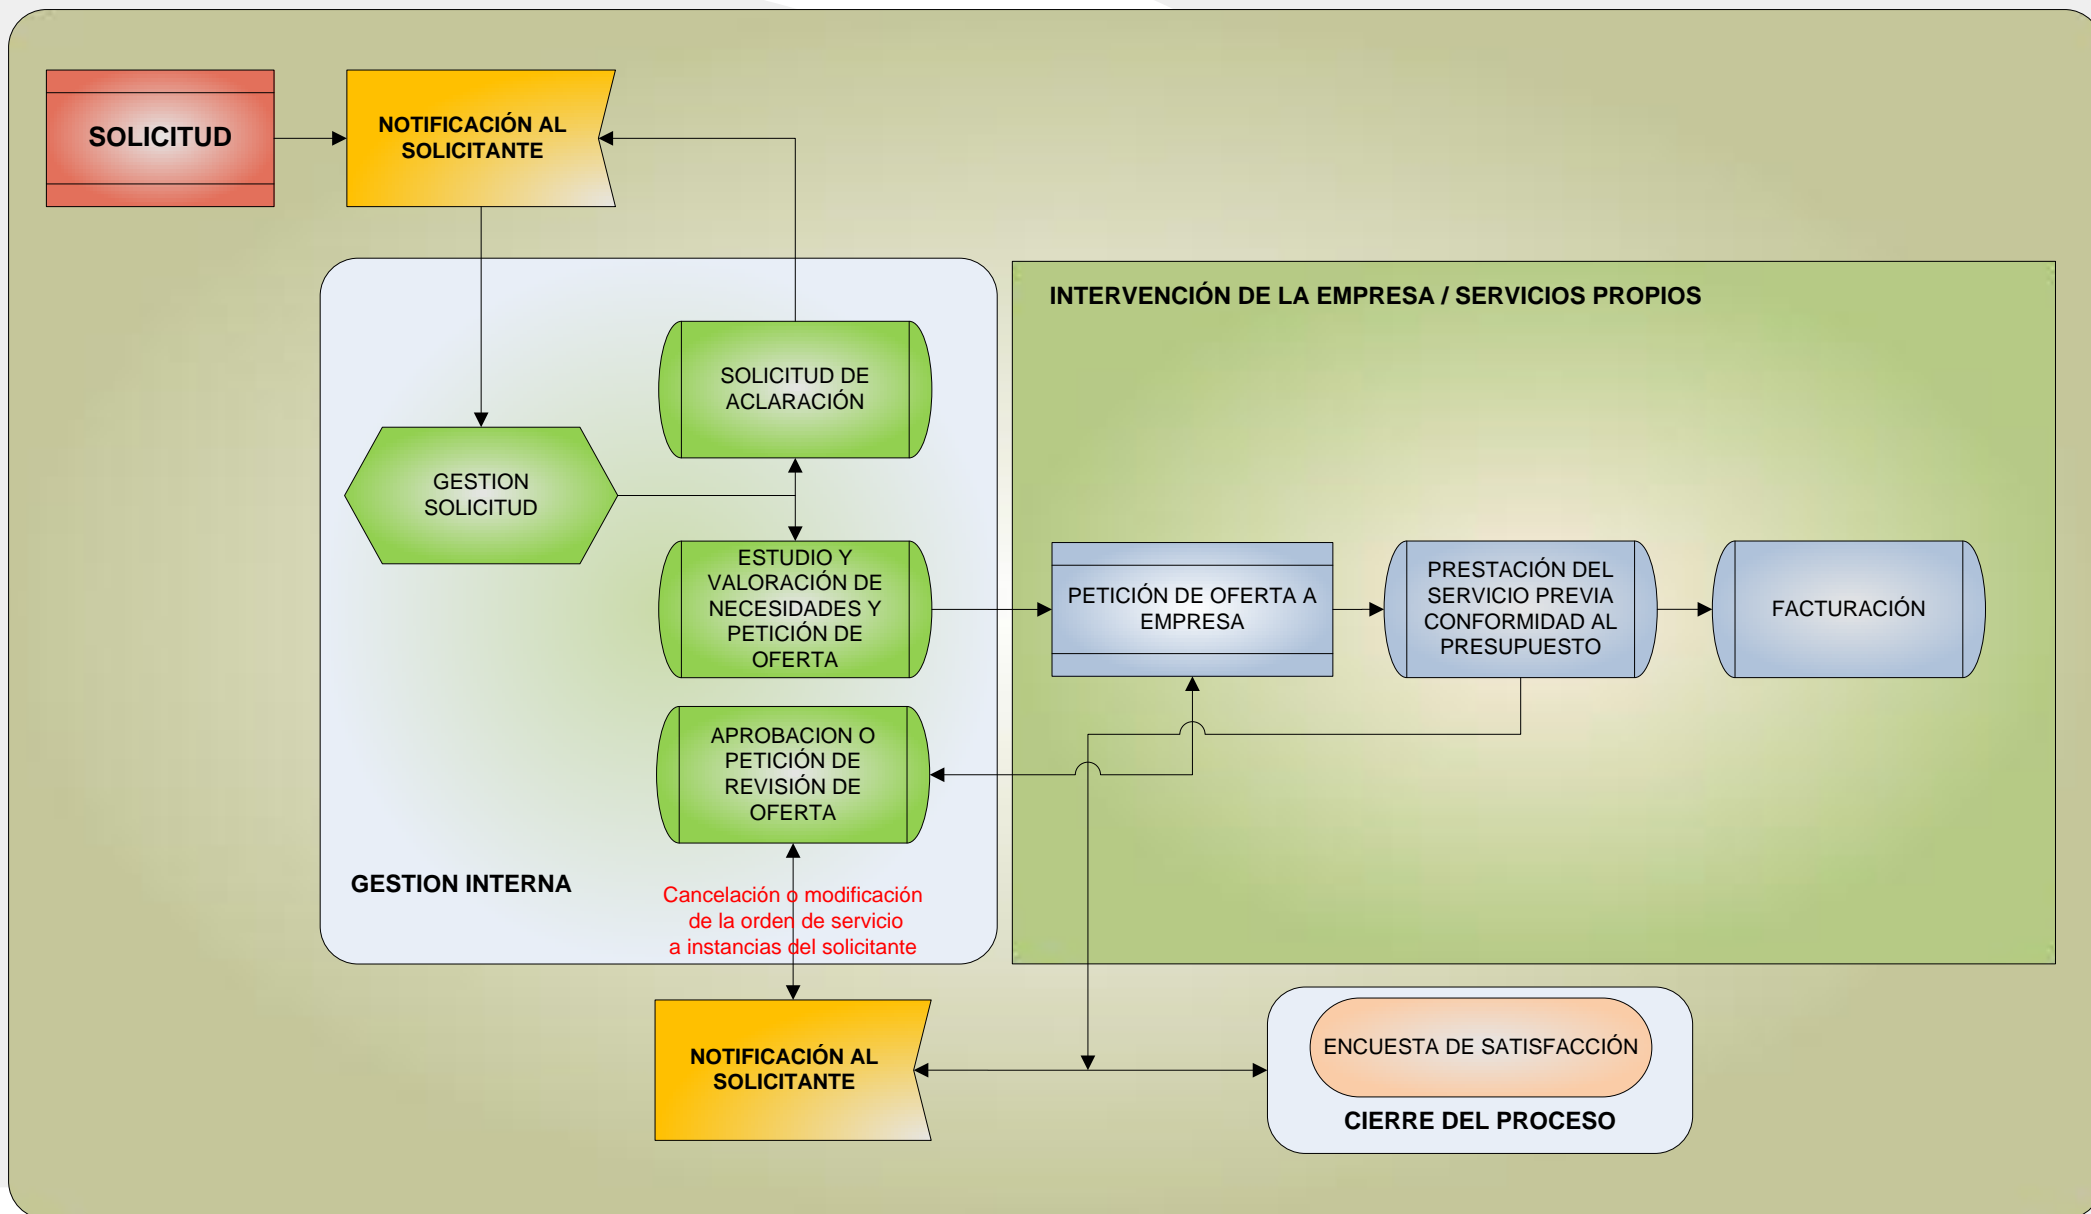 SOLICITUD
NOTIFICACIÓN AL
SOLICITANTE
INTERVENCIÓN DE LA EMPRESA / SERVICIOS PROPIOS
SOLICITUD DE
ACLARACIÓN
GESTION
SOLICITUD
ESTUDIO Y
VALORACIÓN DE
NECESIDADES Y
PETICIÓN DE
OFERTA
PETICIÓN DE OFERTA A
EMPRESA
PRESTACIÓN DEL
SERVICIO PREVIA
CONFORMIDAD AL
PRESUPUESTO
FACTURACIÓN
APROBACION O
PETICIÓN DE
REVISIÓN DE
OFERTA
GESTION INTERNA
Cancelación o modificación
de la orden de servicio
a instancias del solicitante
NOTIFICACIÓN AL
SOLICITANTE
ENCUESTA DE SATISFACCIÓN
CIERRE DEL PROCESO